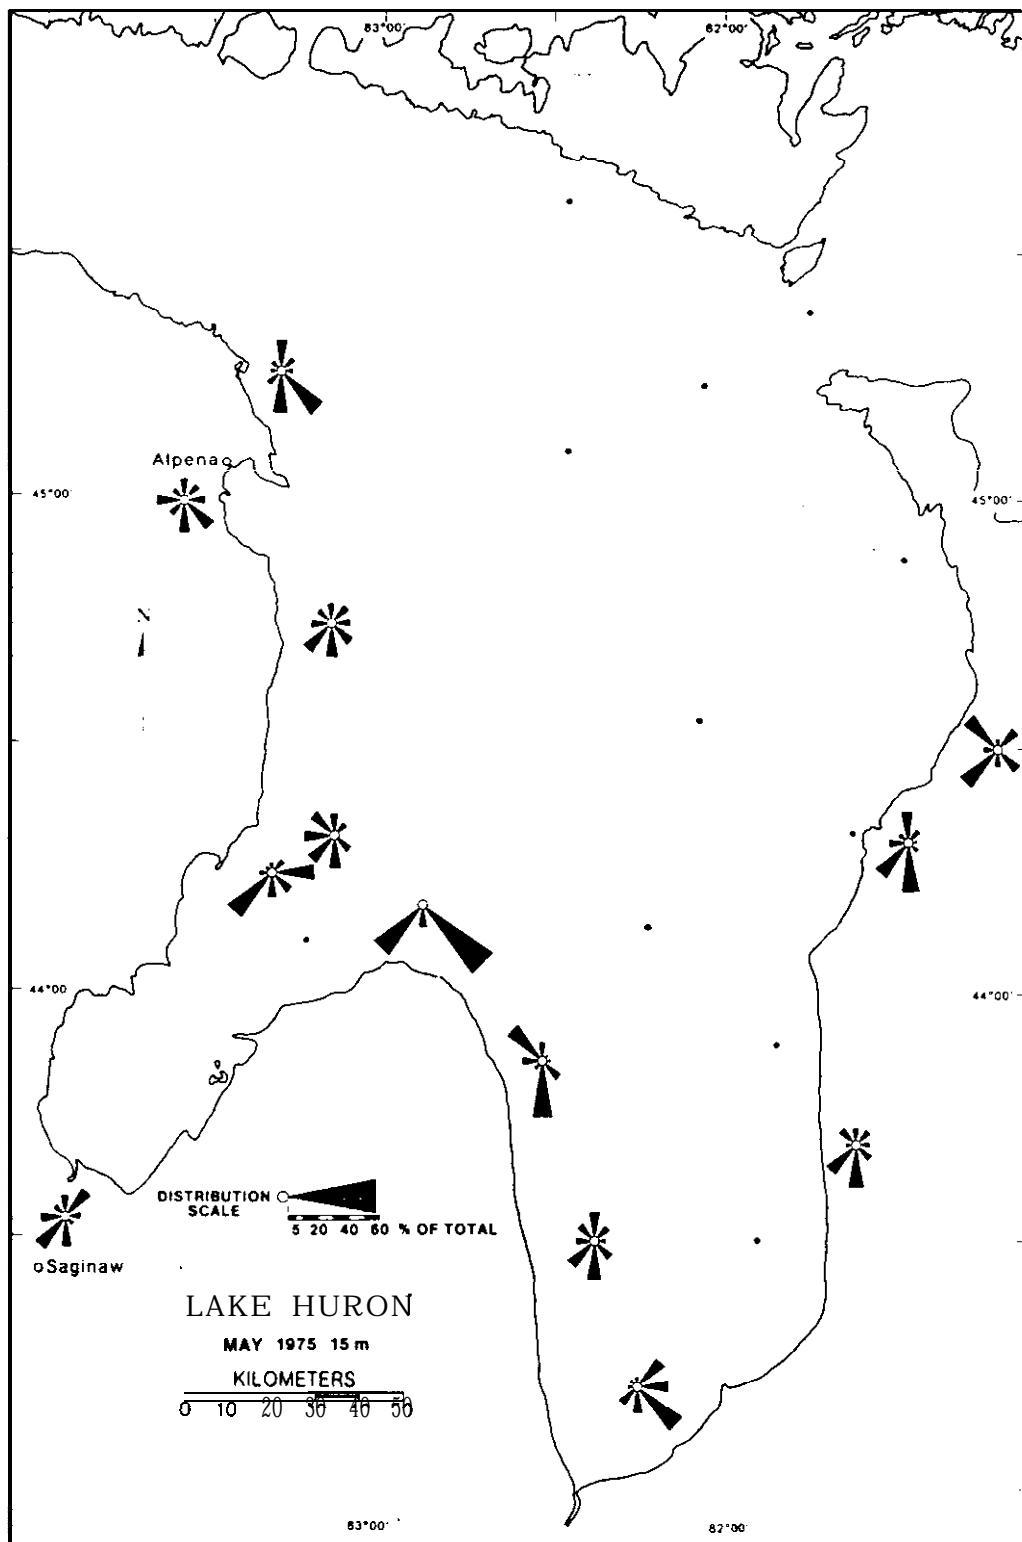 83°00' 82°00'
Alpena
45°00' 45°00'
N
44°00 44°00'
DISTRIBUTION
SCALE
5 20 40 60 % OF TOTAL
Saginaw
LAKE HURON
MAY 1975 15 m
KILOMETERS
0 10 20 30 40 50
83°00' 82°00'